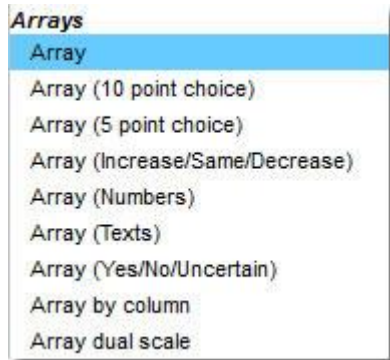 Arrays
Array
Array (10 point choice)
Array (5 point choice)
Array (Increase/Same/Decrease)
Array (Numbers)
Array (Texts)
Array (Yes/No/Uncertain)
Array by column
Array dual scale